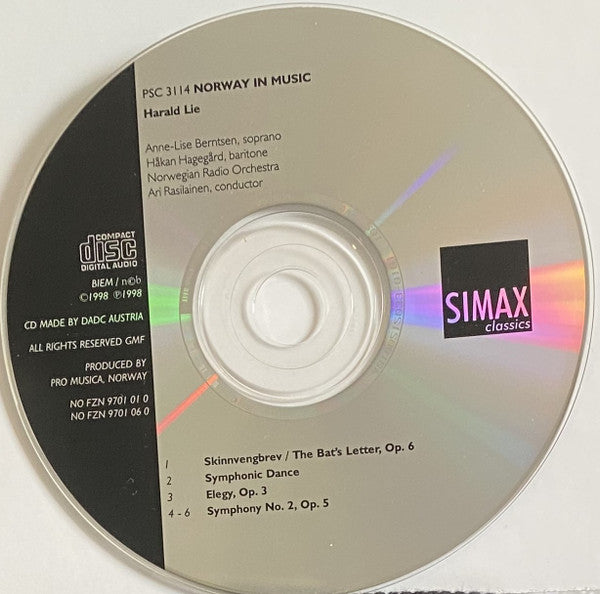 PSC 3114 NORWAY IN MUSIC
Harald Lie
Anne-Lise Berntsen, soprano
Håkan Hagegård, baritone
Norwegian Radio Orchestra
Ari Rasilainen, conductor
COMPACT
disc
DIGITAL AUDIO
BIEM / n©b
©1998 ℗1998
CD MADE BY DADC AUSTRIA
ALL RIGHTS RESERVED GMF
PRODUCED BY
PRO MUSICA, NORWAY
NO FZN 9701 01 0
NO FZN 9701 06 0
SIMAX
classics
1 Skinnvengbrev / The Bat's Letter, Op. 6
2 Symphonic Dance
3 Elegy, Op. 3
4 - 6 Symphony No. 2, Op. 5